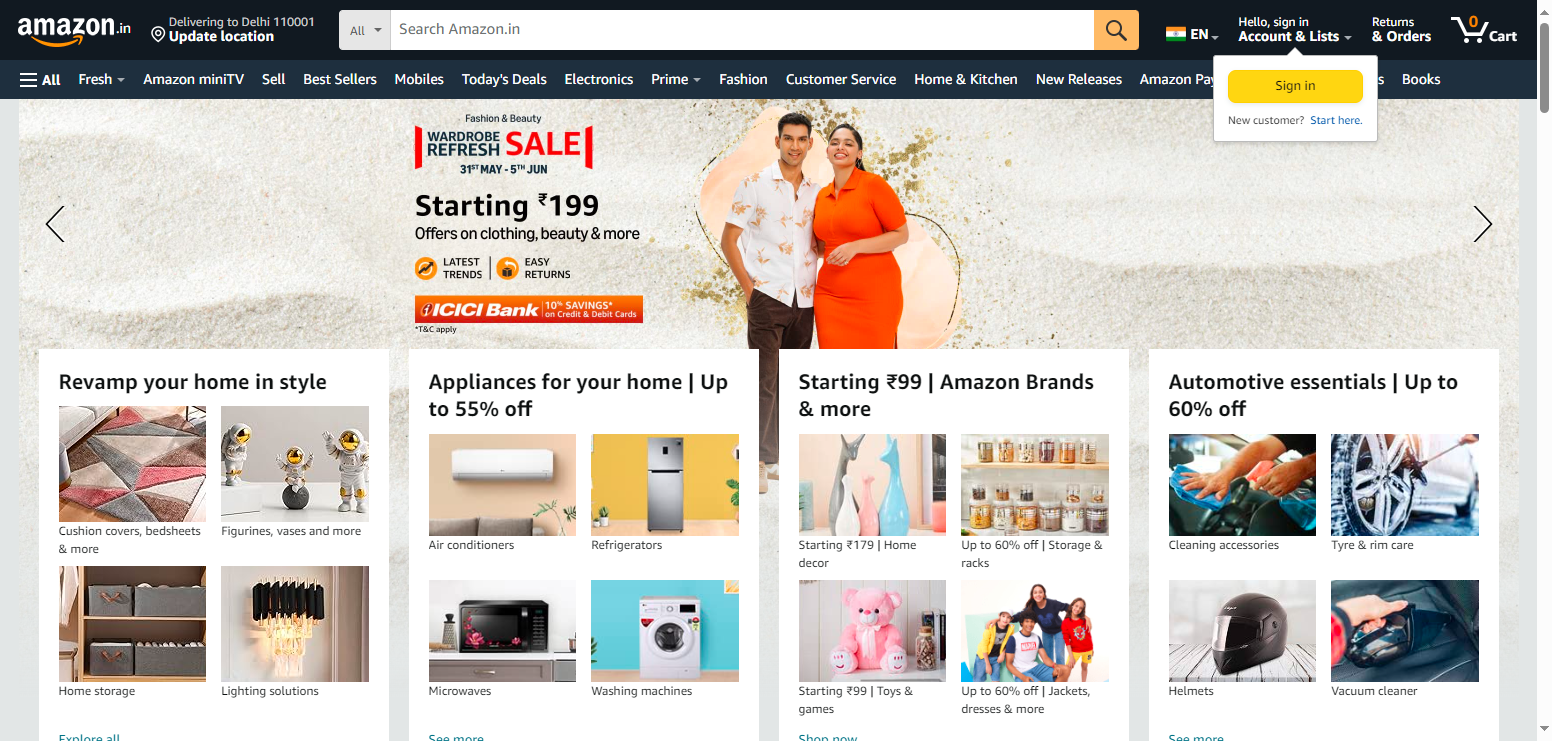 amazon.in
Delivering to Delhi 110001
Update location
All
Search Amazon.in
EN
Hello, sign in
Account & Lists
Returns
& Orders
0
Cart
All
Fresh
Amazon miniTV
Sell
Best Sellers
Mobiles
Today's Deals
Electronics
Prime
Fashion
Customer Service
Home & Kitchen
New Releases
Amazon Pay
s
Books
Sign in
New customer? Start here.
Fashion & Beauty
WARDROBE
REFRESH SALE
31ST MAY - 5TH JUN
Starting ₹199
Offers on clothing, beauty & more
LATEST
TRENDS
EASY
RETURNS
ICICI Bank
10% SAVINGS*
on Credit & Debit Cards
*T&C apply
Revamp your home in style
Cushion covers, bedsheets
& more
Figurines, vases and more
Home storage
Lighting solutions
Explore all
Appliances for your home | Up
to 55% off
Air conditioners
Refrigerators
Microwaves
Washing machines
See more
Starting ₹99 | Amazon Brands
& more
Starting ₹179 | Home
decor
Up to 60% off | Storage &
racks
Starting ₹99 | Toys &
games
Up to 60% off | Jackets,
dresses & more
Shop now
Automotive essentials | Up to
60% off
Cleaning accessories
Tyre & rim care
Helmets
Vacuum cleaner
See more